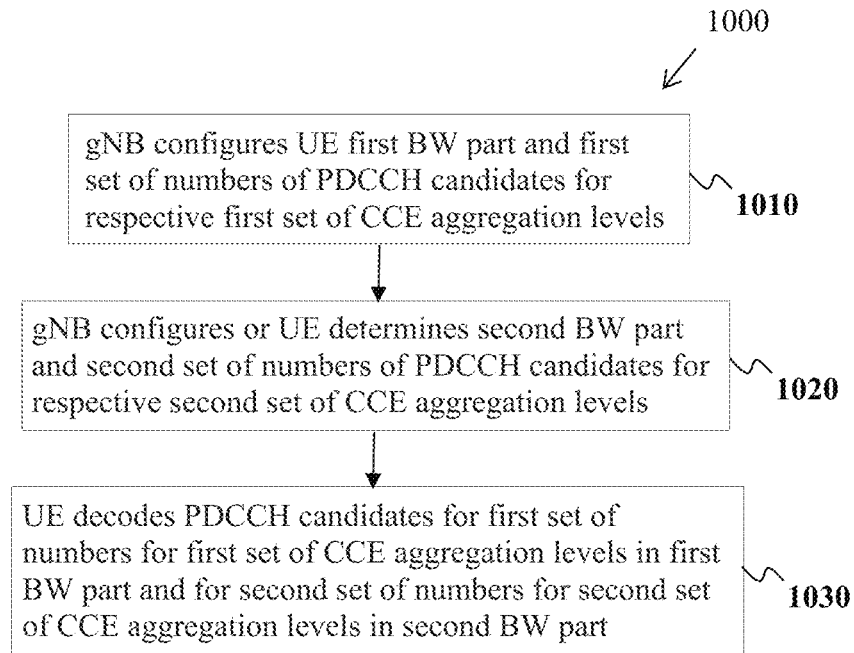 1000
gNB configures UE first BW part and first
set of numbers of PDCCH candidates for
respective first set of CCE aggregation levels
1010
gNB configures or UE determines second BW part
and second set of numbers of PDCCH candidates for
respective second set of CCE aggregation levels
1020
UE decodes PDCCH candidates for first set of
numbers for first set of CCE aggregation levels in first
BW part and for second set of numbers for second set
of CCE aggregation levels in second BW part
1030